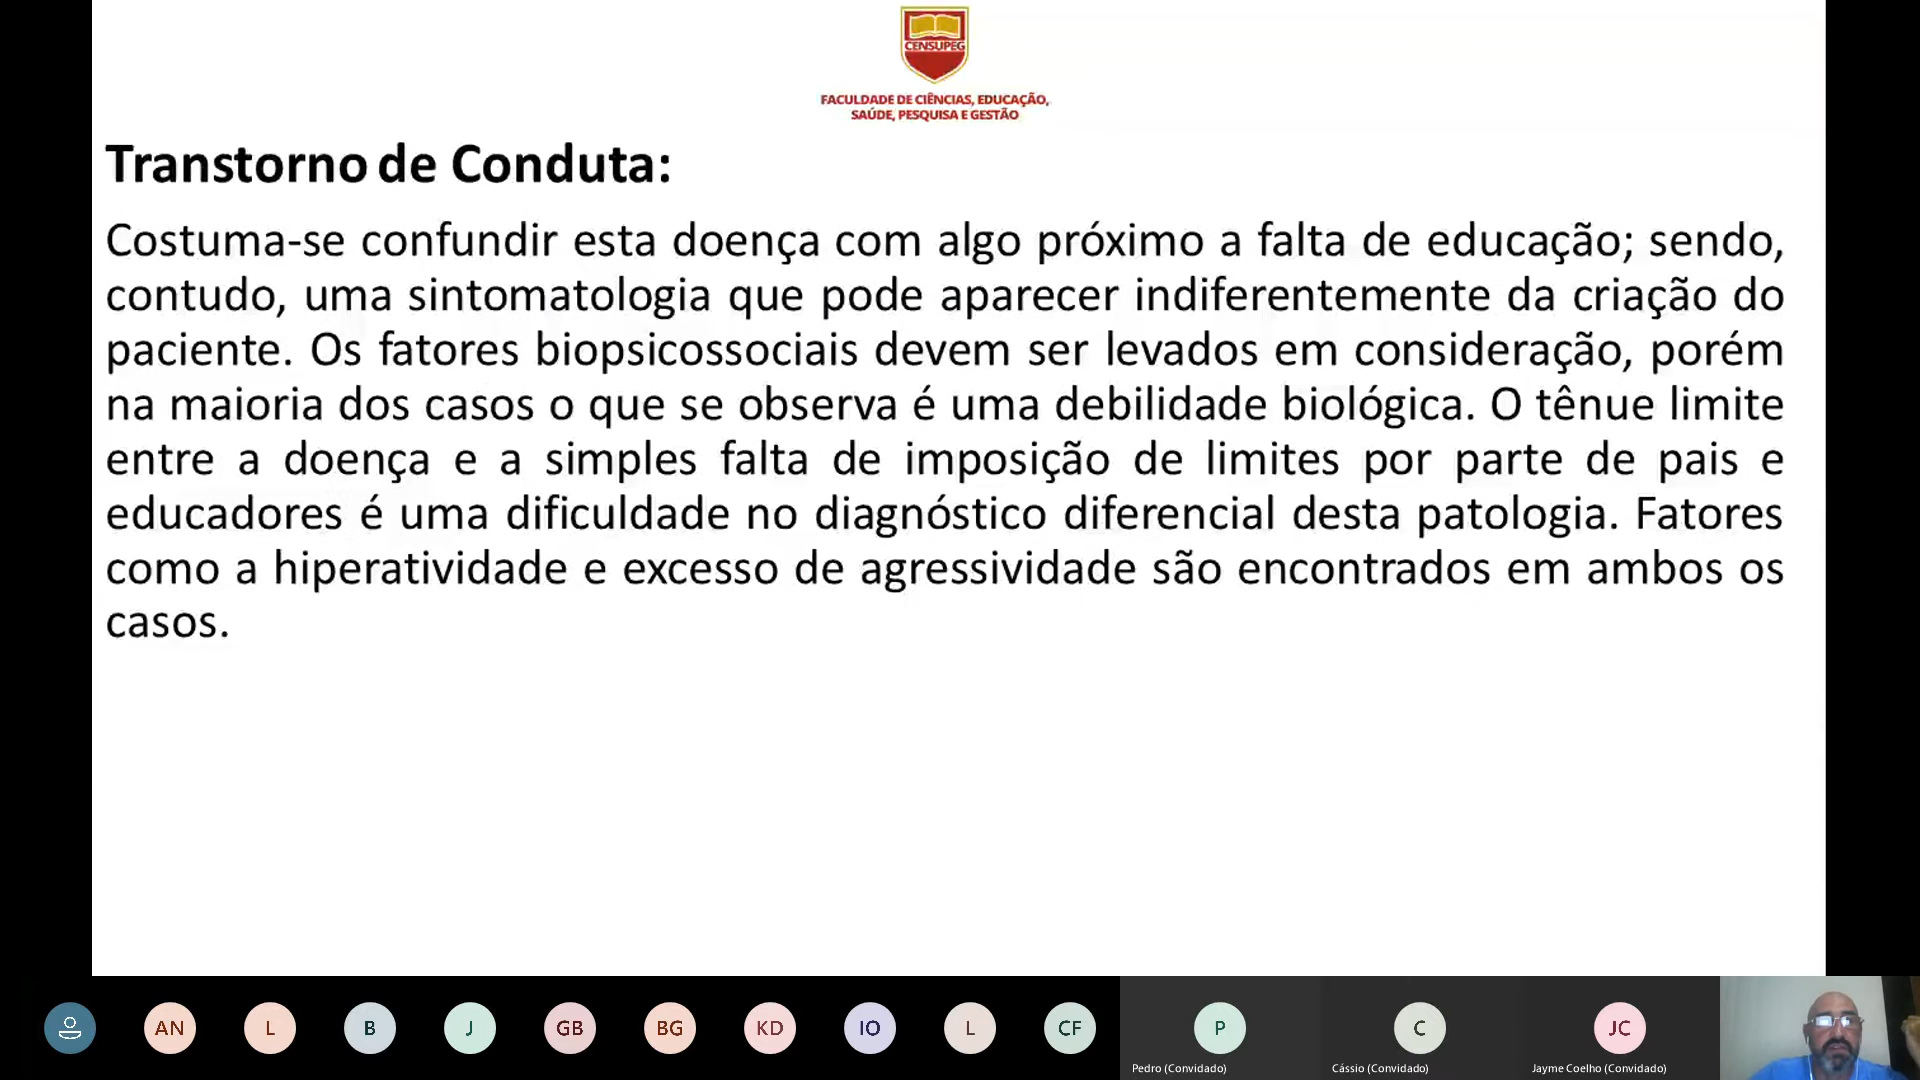 CENSUPEG
FACULDADE DE CIÊNCIAS, EDUCAÇÃO,
SAÚDE, PESQUISA E GESTÃO
Transtorno de Conduta:
Costuma-se confundir esta doença com algo próximo a falta de educação; sendo,
contudo, uma sintomatologia que pode aparecer indiferentemente da criação do
paciente. Os fatores biopsicossociais devem ser levados em consideração, porém
na maioria dos casos o que se observa é uma debilidade biológica. O tênue limite
entre a doença e a simples falta de imposição de limites por parte de pais e
educadores é uma dificuldade no diagnóstico diferencial desta patologia. Fatores
como a hiperatividade e excesso de agressividade são encontrados em ambos os
casos.
AN L B J GB BG KD IO L CF P C JC
Pedro (Convidado) Cássio (Convidado) Jayme Coelho (Convidado)